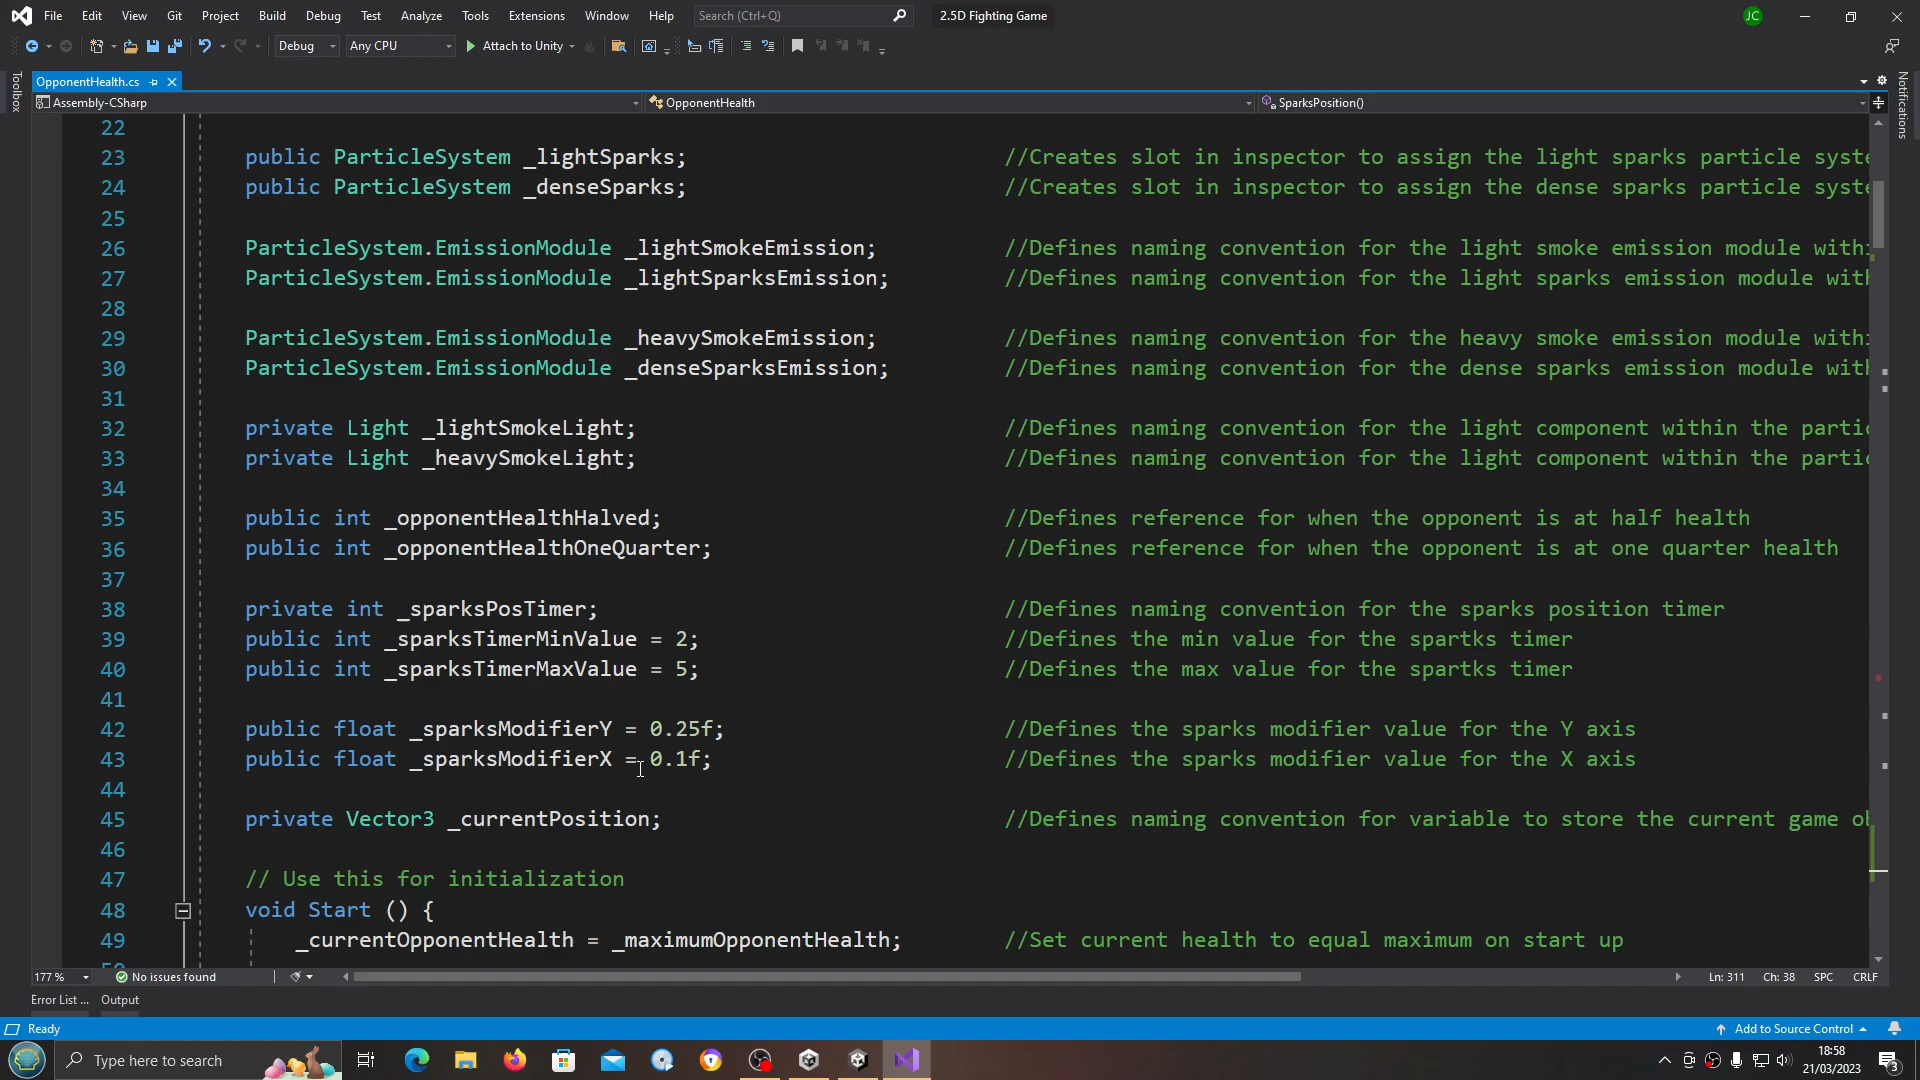 File Edit View Git Project Build Debug Test Analyze Tools Extensions Window Help Search (Ctrl+Q) 2.5D Fighting Game JC
Debug Any CPU Attach to Unity
Toolbox
OpponentHealth.cs
Notifications
Assembly-CSharp OpponentHealth SparksPosition()
22
23 public ParticleSystem _lightSparks; //Creates slot in inspector to assign the light sparks particle syste
24 public ParticleSystem _denseSparks; //Creates slot in inspector to assign the dense sparks particle syste
25
26 ParticleSystem.EmissionModule _lightSmokeEmission; //Defines naming convention for the light smoke emission module withi
27 ParticleSystem.EmissionModule _lightSparksEmission; //Defines naming convention for the light sparks emission module with
28
29 ParticleSystem.EmissionModule _heavySmokeEmission; //Defines naming convention for the heavy smoke emission module withi
30 ParticleSystem.EmissionModule _denseSparksEmission; //Defines naming convention for the dense sparks emission module with
31
32 private Light _lightSmokeLight; //Defines naming convention for the light component within the partic
33 private Light _heavySmokeLight; //Defines naming convention for the light component within the partic
34
35 public int _opponentHealthHalved; //Defines reference for when the opponent is at half health
36 public int _opponentHealthOneQuarter; //Defines reference for when the opponent is at one quarter health
37
38 private int _sparksPosTimer; //Defines naming convention for the sparks position timer
39 public int _sparksTimerMinValue = 2; //Defines the min value for the spartks timer
40 public int _sparksTimerMaxValue = 5; //Defines the max value for the spartks timer
41
42 public float _sparksModifierY = 0.25f; //Defines the sparks modifier value for the Y axis
43 public float _sparksModifierX = 0.1f; //Defines the sparks modifier value for the X axis
44
45 private Vector3 _currentPosition; //Defines naming convention for variable to store the current game ob
46
47 // Use this for initialization
48 void Start () {
49 _currentOpponentHealth = _maximumOpponentHealth; //Set current health to equal maximum on start up
177 % No issues found Ln: 311 Ch: 38 SPC CRLF
Error List ... Output
Ready Add to Source Control
Type here to search 18:58
21/03/2023 3